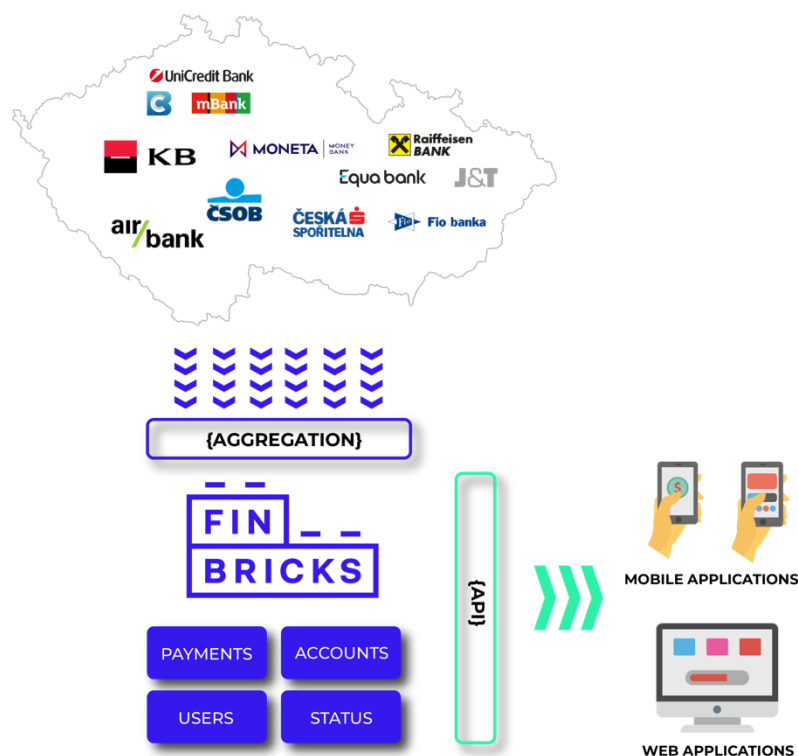 UniCredit Bank
C
mBank
KB
MONETA
MONEY
BANK
Raiffeisen
BANK
Equa bank
J&T
ČSOB
air/bank
ČESKÁ
SPOŘITELNA
Fio
Fio banka
{AGGREGATION}
FIN
BRICKS
{API}
PAYMENTS
ACCOUNTS
USERS
STATUS
$
MOBILE APPLICATIONS
WEB APPLICATIONS